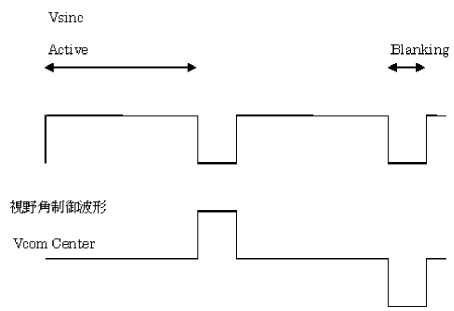 Vsinc
Active
Blanking
視野角制御波形
Vcom Center